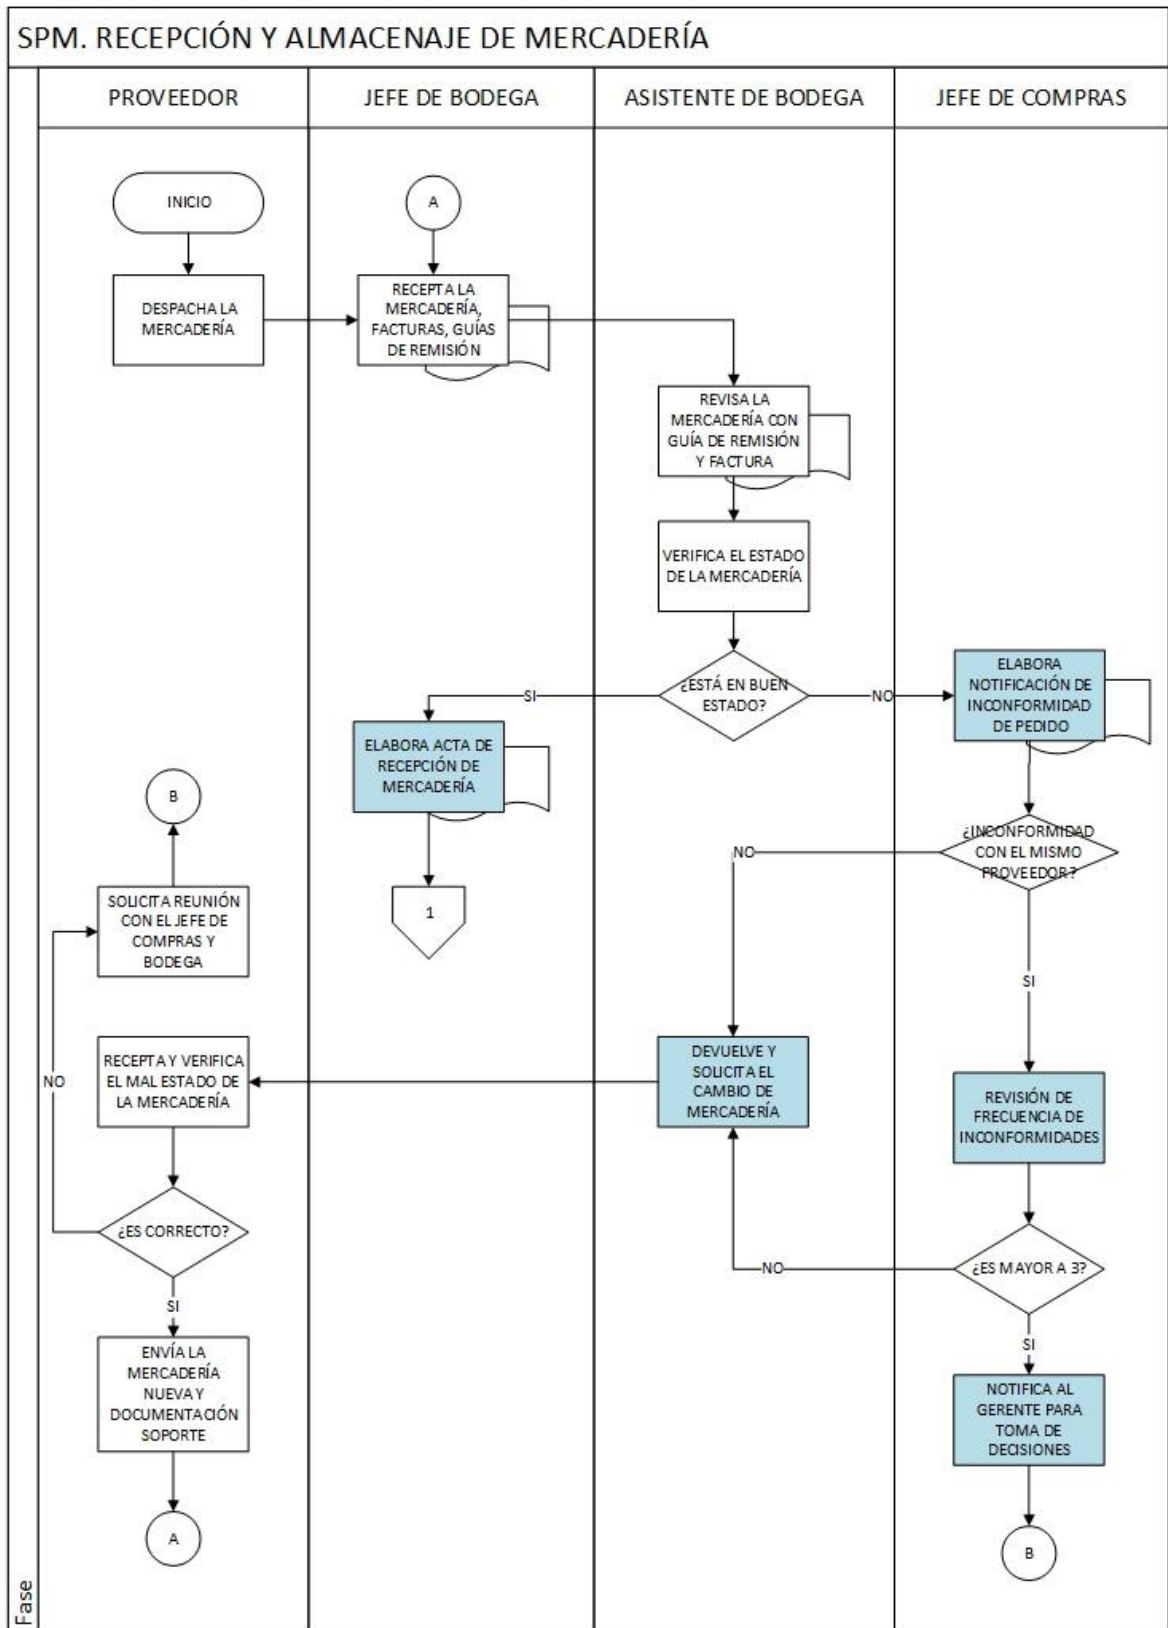 SPM. RECEPCIÓN Y ALMACENAJE DE MERCADERÍA
PROVEEDOR
JEFE DE BODEGA
ASISTENTE DE BODEGA
JEFE DE COMPRAS
INICIO
A
DESPACHA LA
MERCADERÍA
RECEPTA LA
MERCADERÍA,
FACTURAS, GUÍAS
DE REMISIÓN
REVISA LA
MERCADERÍA CON
GUÍA DE REMISIÓN
Y FACTURA
VERIFICA EL ESTADO
DE LA MERCADERÍA
¿ESTÁ EN BUEN
ESTADO?
SI
NO
ELABORA
NOTIFICACIÓN DE
INCONFORMIDAD
DE PEDIDO
ELABORA ACTA DE
RECEPCIÓN DE
MERCADERÍA
B
¿INCONFORMIDAD
CON EL MISMO
PROVEEDOR?
NO
SOLICITA REUNIÓN
CON EL JEFE DE
COMPRAS Y
BODEGA
1
SI
RECEPTA Y VERIFICA
EL MAL ESTADO DE
LA MERCADERÍA
DEVUELVE Y
SOLICITA EL
CAMBIO DE
MERCADERÍA
NO
REVISIÓN DE
FRECUENCIA DE
INCONFORMIDADES
¿ES CORRECTO?
¿ES MAYOR A 3?
NO
SI
SI
ENVÍA LA
MERCADERÍA
NUEVA Y
DOCUMENTACIÓN
SOPORTE
NOTIFICA AL
GERENTE PARA
TOMA DE
DECISIONES
A
B
Fase